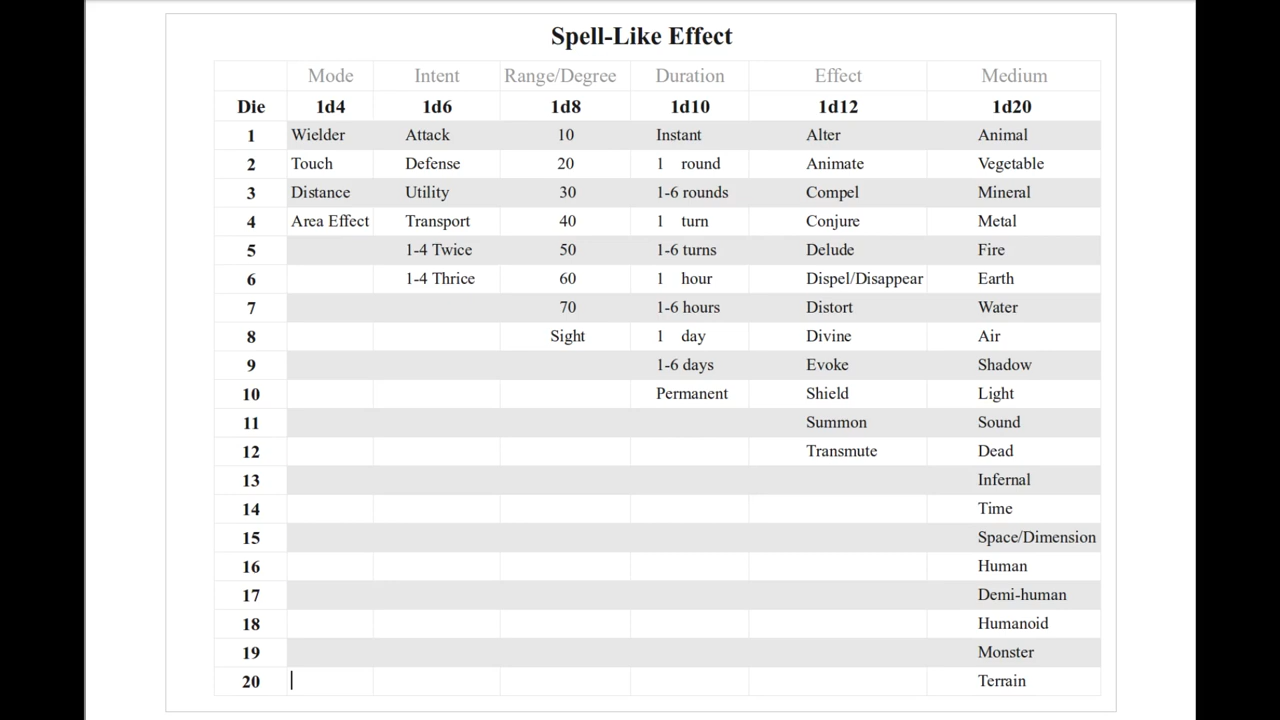 Spell-Like Effect
Mode Intent Range/Degree Duration Effect Medium
Die 1d4 1d6 1d8 1d10 1d12 1d20
1 Wielder Attack 10 Instant Alter Animal
2 Touch Defense 20 1 round Animate Vegetable
3 Distance Utility 30 1-6 rounds Compel Mineral
4 Area Effect Transport 40 1 turn Conjure Metal
5 1-4 Twice 50 1-6 turns Delude Fire
6 1-4 Thrice 60 1 hour Dispel/Disappear Earth
7 70 1-6 hours Distort Water
8 Sight 1 day Divine Air
9 1-6 days Evoke Shadow
10 Permanent Shield Light
11 Summon Sound
12 Transmute Dead
13 Infernal
14 Time
15 Space/Dimension
16 Human
17 Demi-human
18 Humanoid
19 Monster
20 Terrain